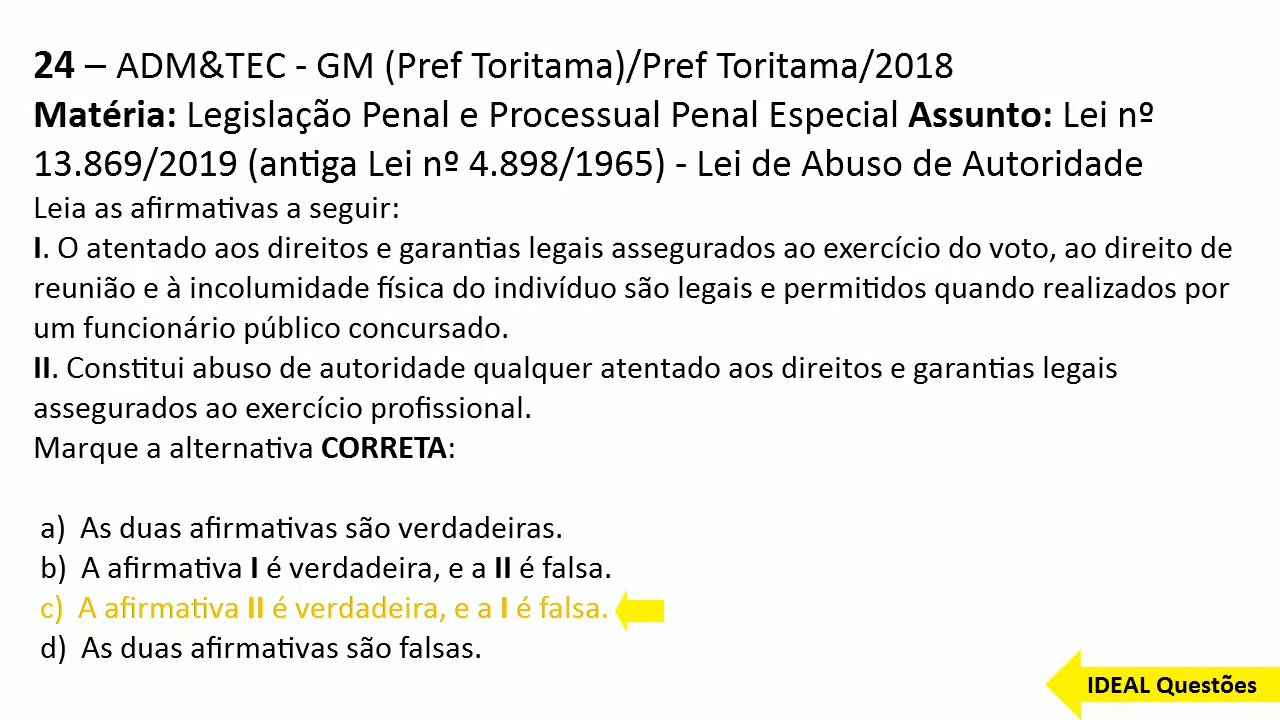 24 – ADM&TEC - GM (Pref Toritama)/Pref Toritama/2018
Matéria: Legislação Penal e Processual Penal Especial Assunto: Lei nº
13.869/2019 (antiga Lei nº 4.898/1965) - Lei de Abuso de Autoridade
Leia as afirmativas a seguir:
I. O atentado aos direitos e garantias legais assegurados ao exercício do voto, ao direito de
reunião e à incolumidade física do indivíduo são legais e permitidos quando realizados por
um funcionário público concursado.
II. Constitui abuso de autoridade qualquer atentado aos direitos e garantias legais
assegurados ao exercício profissional.
Marque a alternativa CORRETA:
a) As duas afirmativas são verdadeiras.
b) A afirmativa I é verdadeira, e a II é falsa.
c) A afirmativa II é verdadeira, e a I é falsa.
d) As duas afirmativas são falsas.
IDEAL Questões